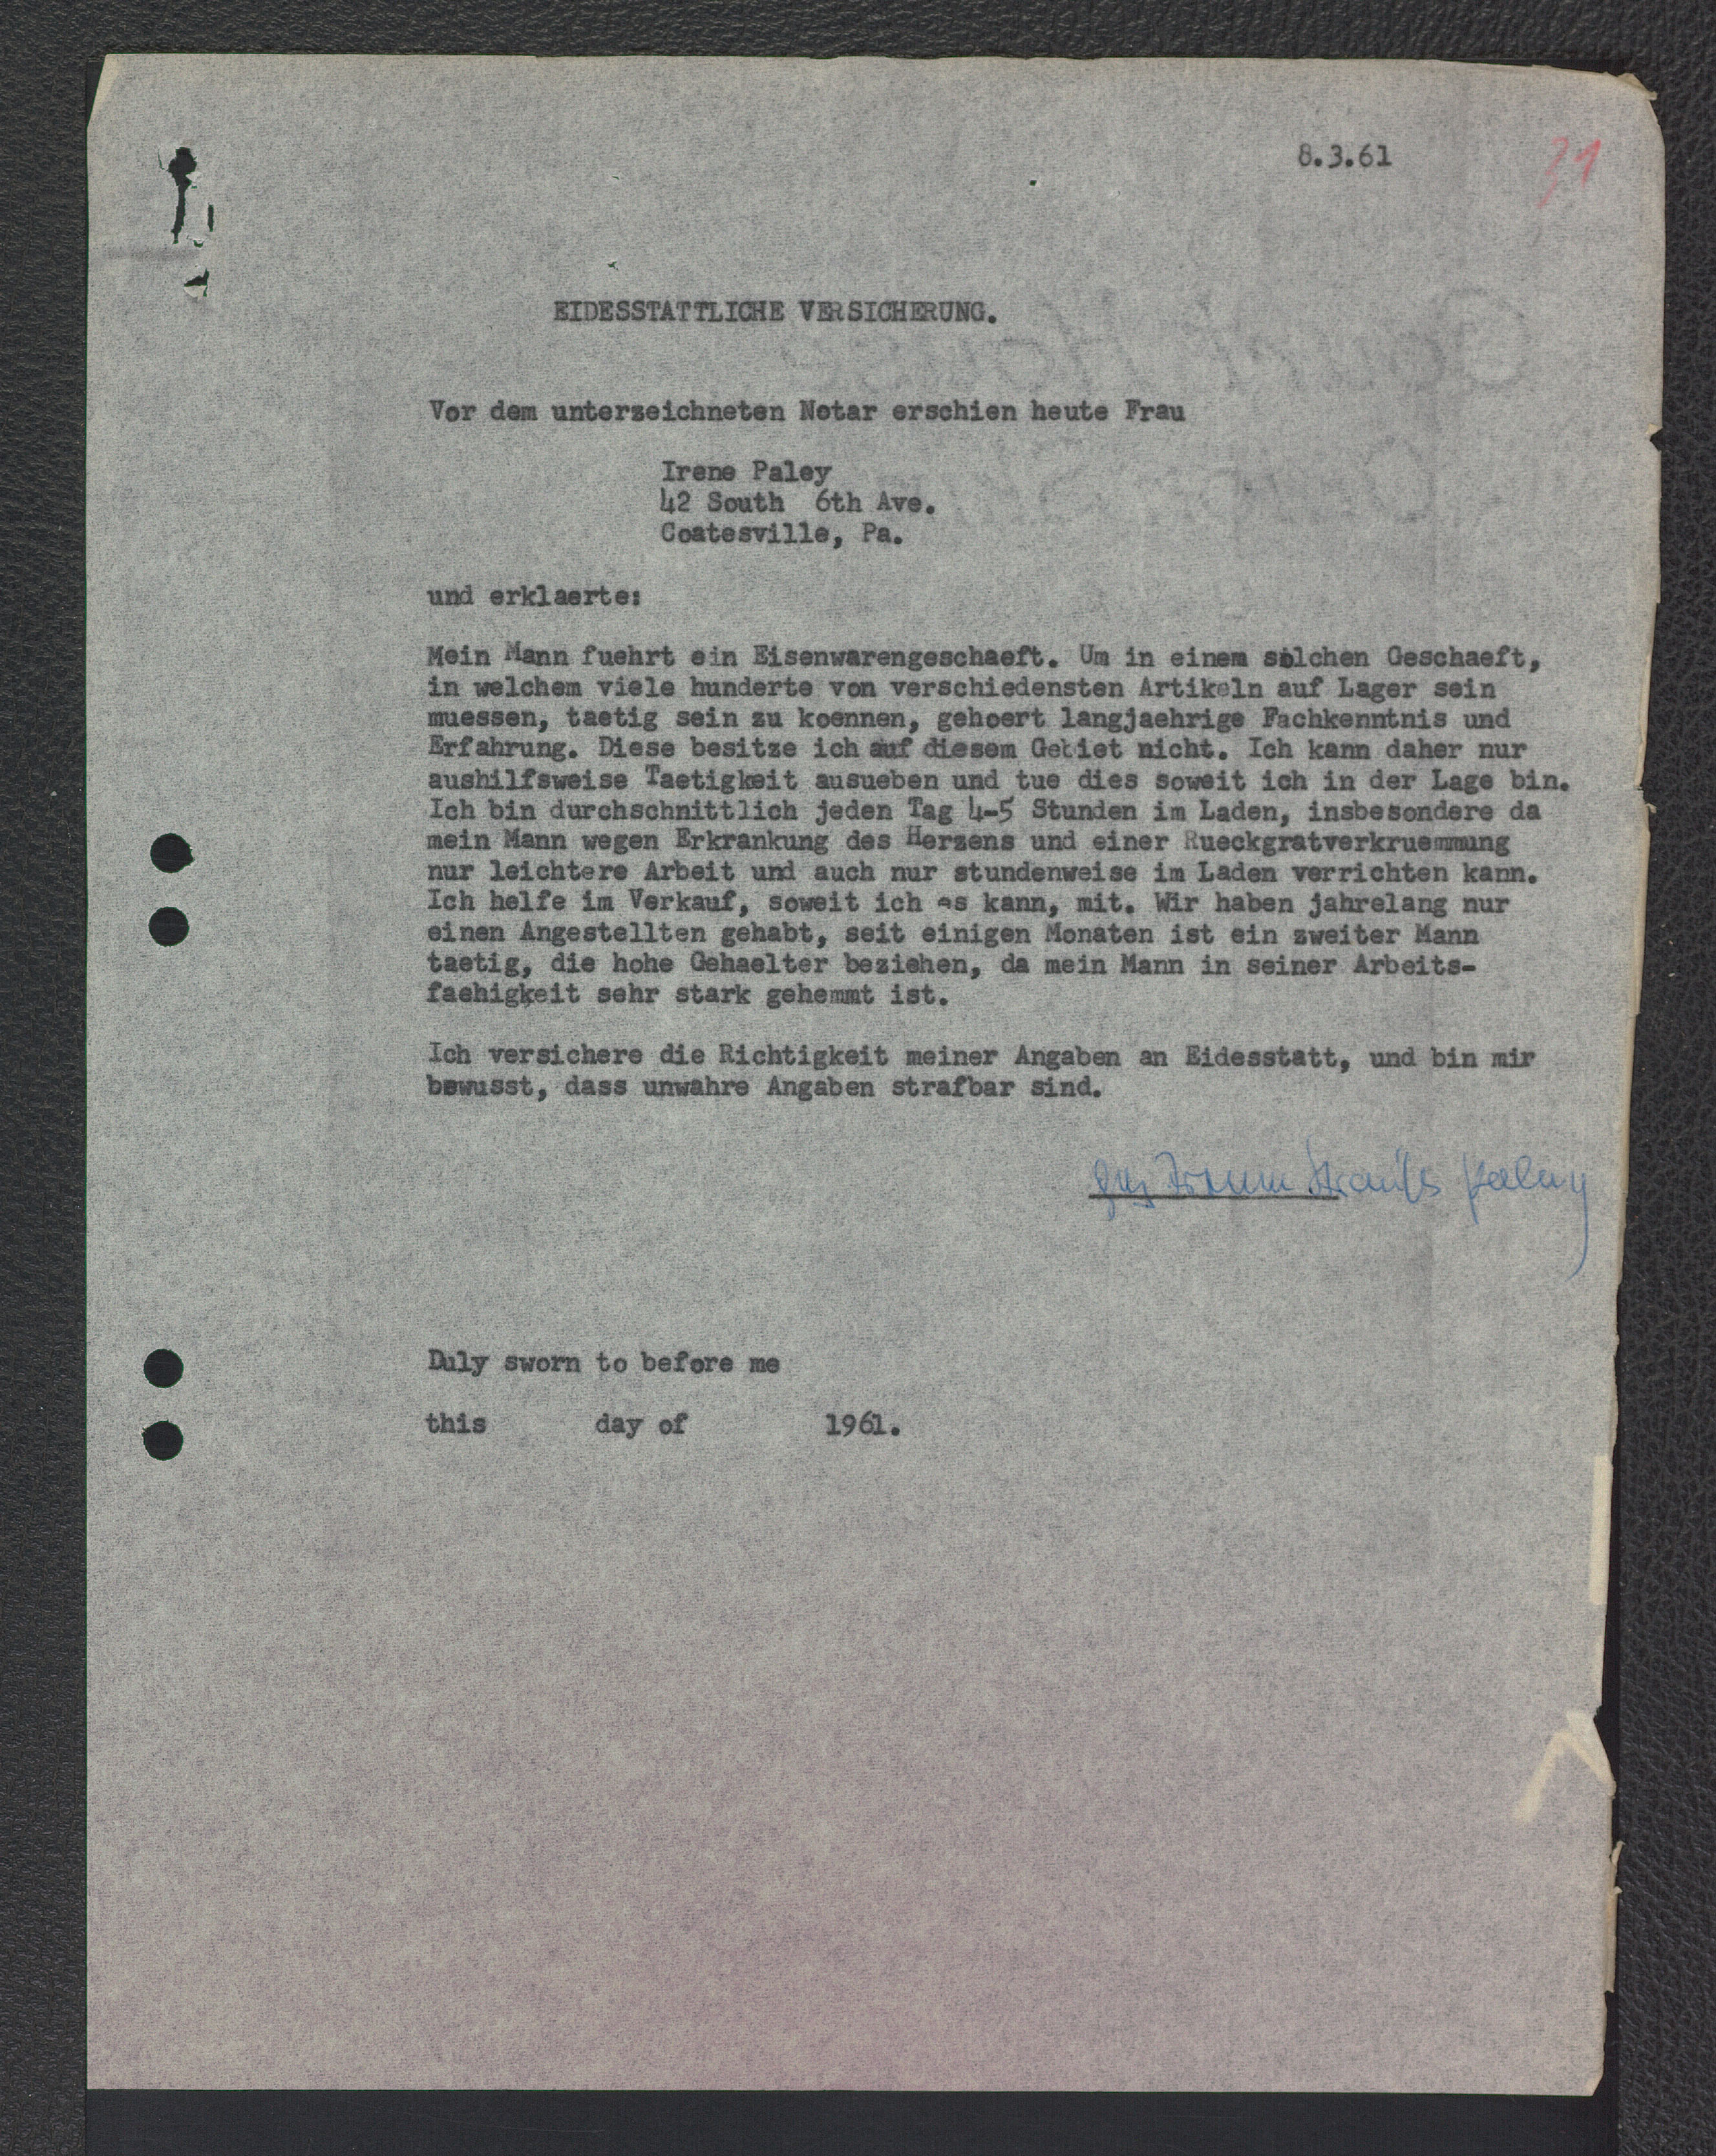 8.3.61
31
EIDESSTATTLICHE VERSICHERUNG.
Vor dem unterzeichneten Notar erschien heute Frau
Irene Paley
42 South 6th Ave.
Coatesville, Pa.
und erklaerte:
Mein Mann fuehrt ein Eisenwarengeschaeft. Um in einem solchen Geschaeft,
in welchem viele hunderte von verschiedensten Artikeln auf Lager sein
muessen, taetig sein zu koennen, gehoert langjaehrige Fachkenntnis und
Erfahrung. Diese besitze ich auf diesem Gebiet nicht. Ich kann daher nur
aushilfsweise Taetigkeit ausueben und tue dies soweit ich in der Lage bin.
Ich bin durchschnittlich jeden Tag 4-5 Stunden im Laden, insbesondere da
mein Mann wegen Erkrankung des Herzens und einer Rueckgratverkruemmung
nur leichtere Arbeit und auch nur stundenweise im Laden verrichten kann.
Ich helfe im Verkauf, soweit ich es kann, mit. Wir haben jahrelang nur
einen Angestellten gehabt, seit einigen Monaten ist ein zweiter Mann
taetig, die hohe Gehaelter beziehen, da mein Mann in seiner Arbeits-
faehigkeit sehr stark gehemmt ist.
Ich versichere die Richtigkeit meiner Angaben an Eidesstatt, und bin mir
bewusst, dass unwahre Angaben strafbar sind.
Paley
Duly sworn to before me
this day of 1961.